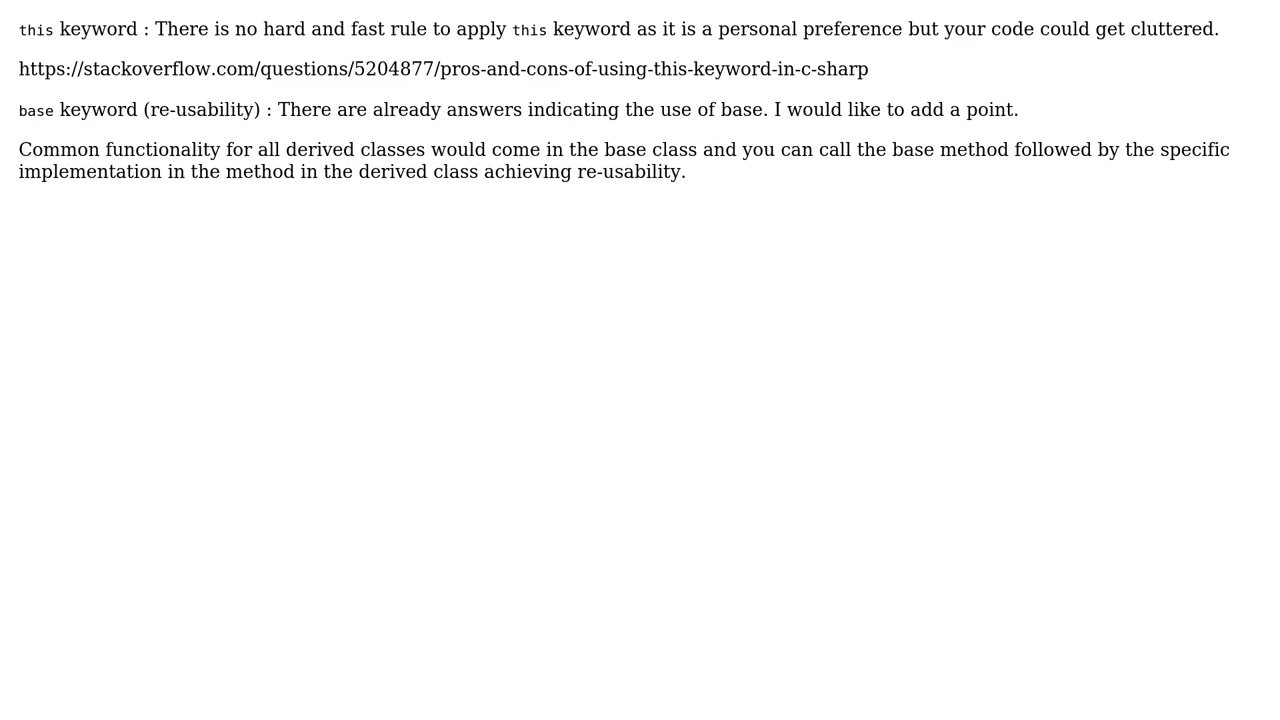 this keyword : There is no hard and fast rule to apply this keyword as it is a personal preference but your code could get cluttered.
https://stackoverflow.com/questions/5204877/pros-and-cons-of-using-this-keyword-in-c-sharp
base keyword (re-usability) : There are already answers indicating the use of base. I would like to add a point.
Common functionality for all derived classes would come in the base class and you can call the base method followed by the specific
implementation in the method in the derived class achieving re-usability.